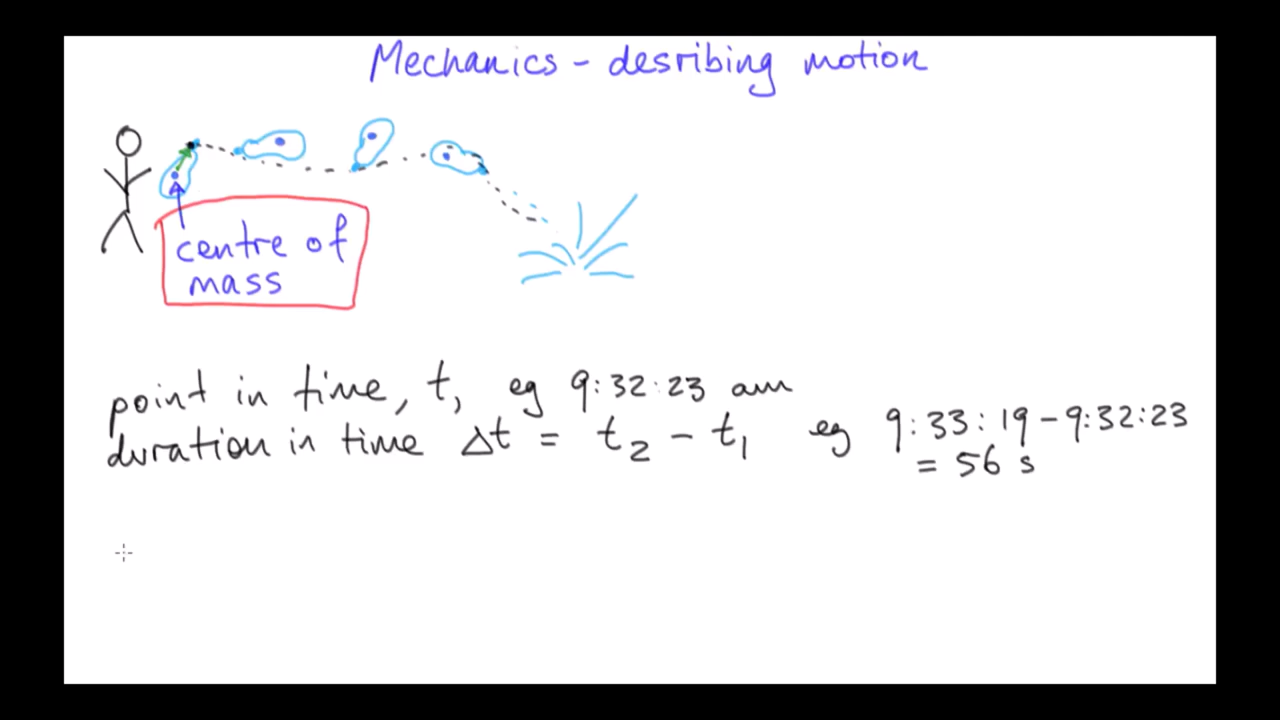 Mechanics - desribing motion
centre of
mass
point in time, t, eg 9:32:23 am
duration in time Δt = t₂ - t₁ eg 9:33:19 - 9:32:23
= 56 s